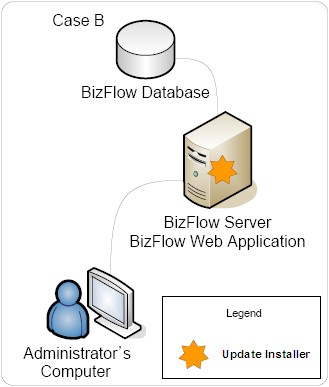 Case B
BizFlow Database
BizFlow Server
BizFlow Web Application
Administrator`s
Computer
Legend
Update Installer